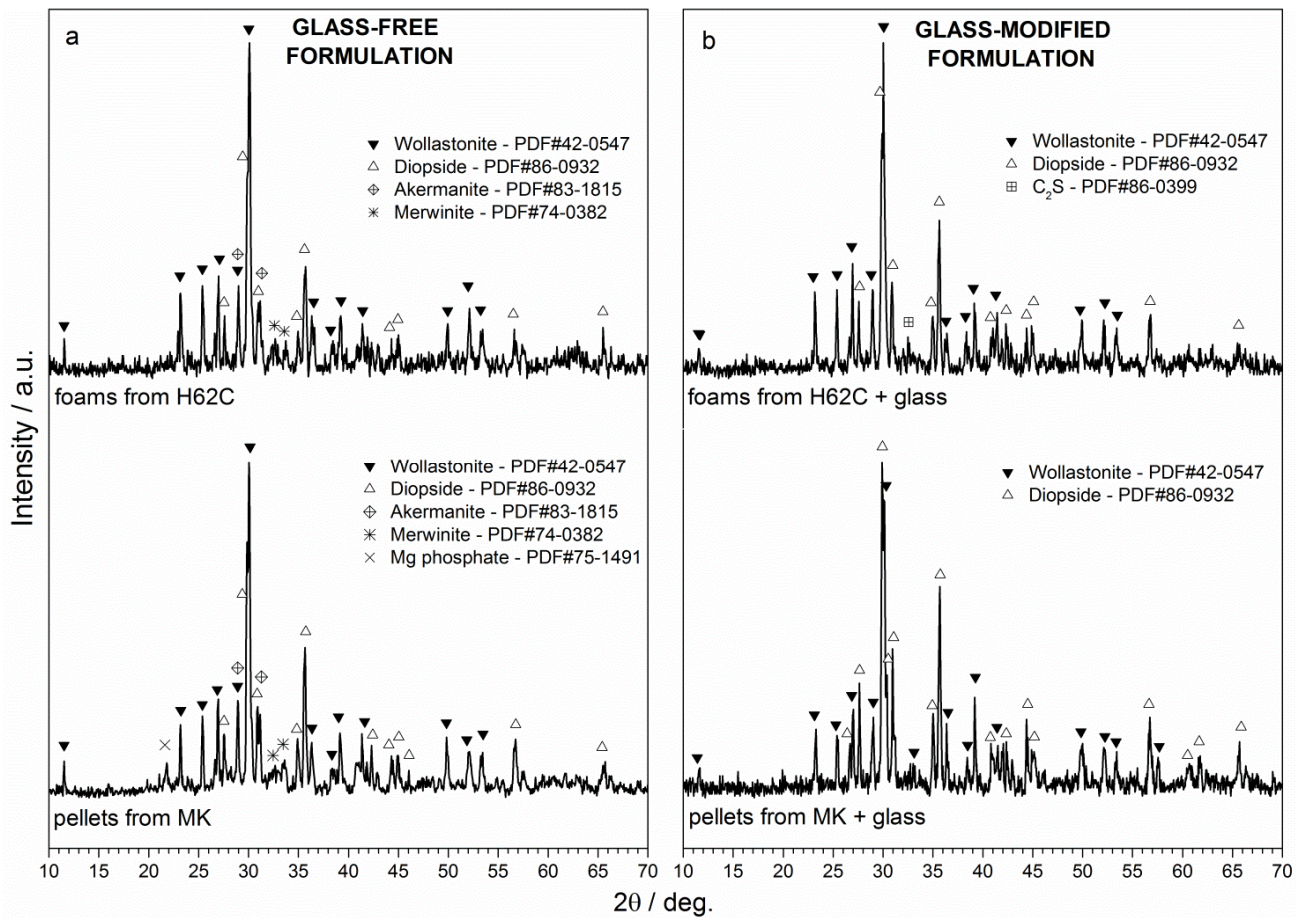 a
GLASS-FREE
FORMULATION
Wollastonite - PDF#42-0547
Diopside - PDF#86-0932
Akermanite - PDF#83-1815
Merwinite - PDF#74-0382
foams from H62C
Wollastonite - PDF#42-0547
Diopside - PDF#86-0932
Akermanite - PDF#83-1815
Merwinite - PDF#74-0382
Mg phosphate - PDF#75-1491
pellets from MK
10 15 20 25 30 35 40 45 50 55 60 65 70
b
GLASS-MODIFIED
FORMULATION
Wollastonite - PDF#42-0547
Diopside - PDF#86-0932
C₂S - PDF#86-0399
foams from H62C + glass
Wollastonite - PDF#42-0547
Diopside - PDF#86-0932
pellets from MK + glass
10 15 20 25 30 35 40 45 50 55 60 65 70
Intensity / a.u.
2θ / deg.